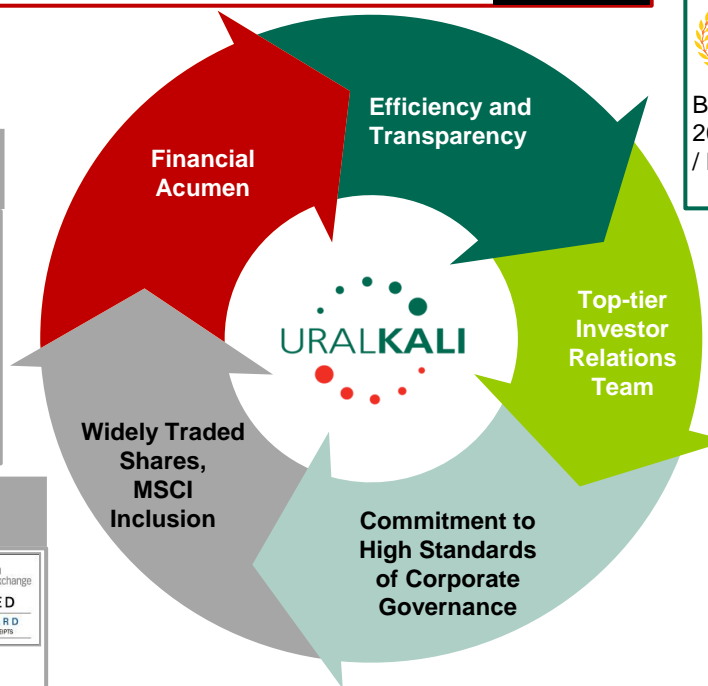 Efficiency and
Transparency
Financial
Acumen
Top-tier
Investor
Relations
Team
URALKALI
Widely Traded
Shares,
MSCI
Inclusion
Commitment to
High Standards
of Corporate
Governance